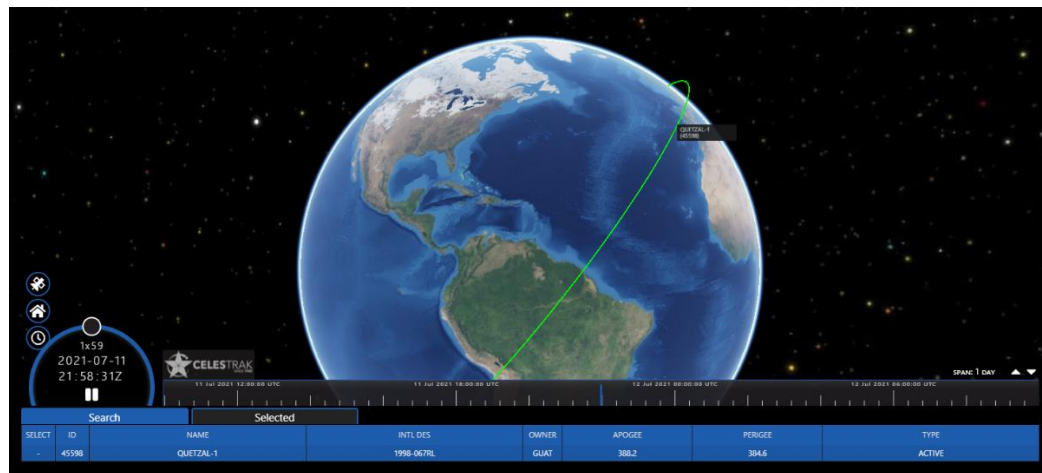 QUETZAL-1
(45598)
1x59
2021-07-11
21:58:31Z
CELESTRAK
SPAN: 1 DAY
11 Jul 2021 12:00:00 UTC
11 Jul 2021 18:00:00 UTC
12 Jul 2021 00:00:00 UTC
12 Jul 2021 06:00:00 UTC
Search
Selected
SELECT ID NAME INTL DES OWNER APOGEE PERIGEE TYPE
- 45598 QUETZAL-1 1998-067RL GUAT 388.2 384.6 ACTIVE